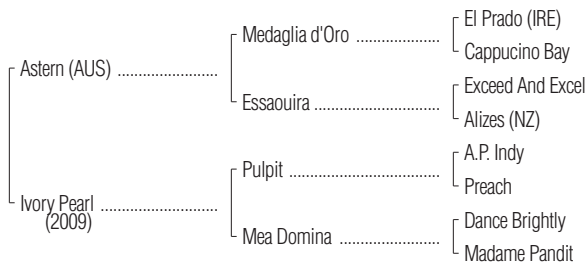 El Prado (IRE)
Medaglia d'Oro ....................
Cappucino Bay
Astern (AUS) .......................
Exceed And Excel
Essaouira ............................
Alizes (NZ)
A.P. Indy
Pulpit ...................................
Preach
Ivory Pearl ...........................
(2009)
Dance Brightly
Mea Domina .......................
Madame Pandit